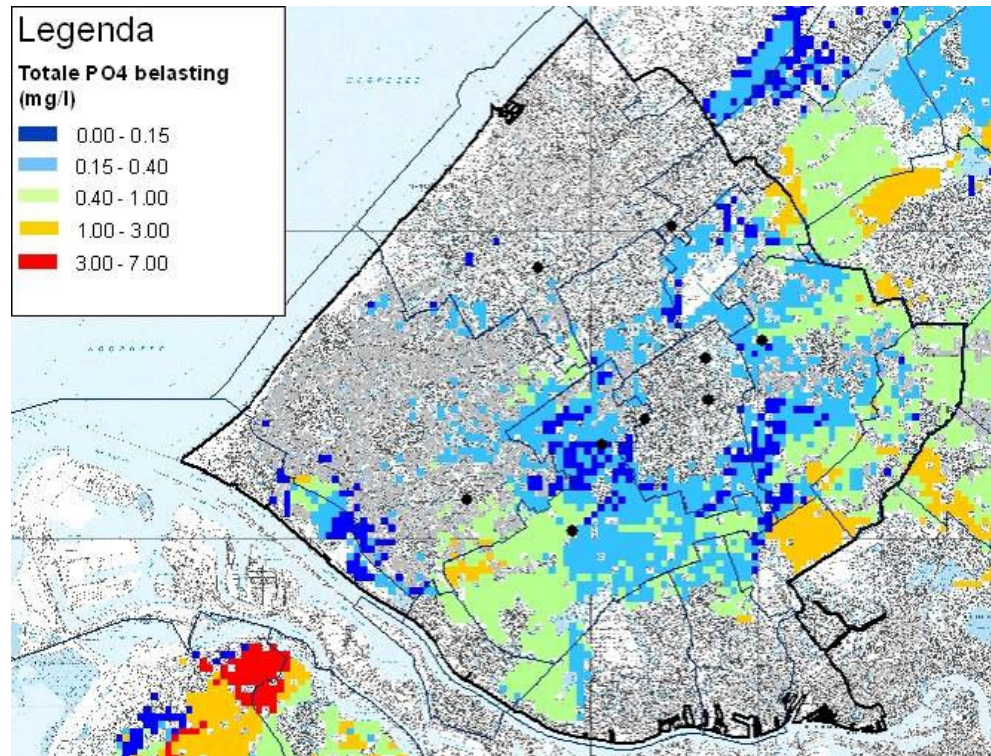 Legenda
Totale PO4 belasting
(mg/l)
0.00 - 0.15
0.15 - 0.40
0.40 - 1.00
1.00 - 3.00
3.00 - 7.00